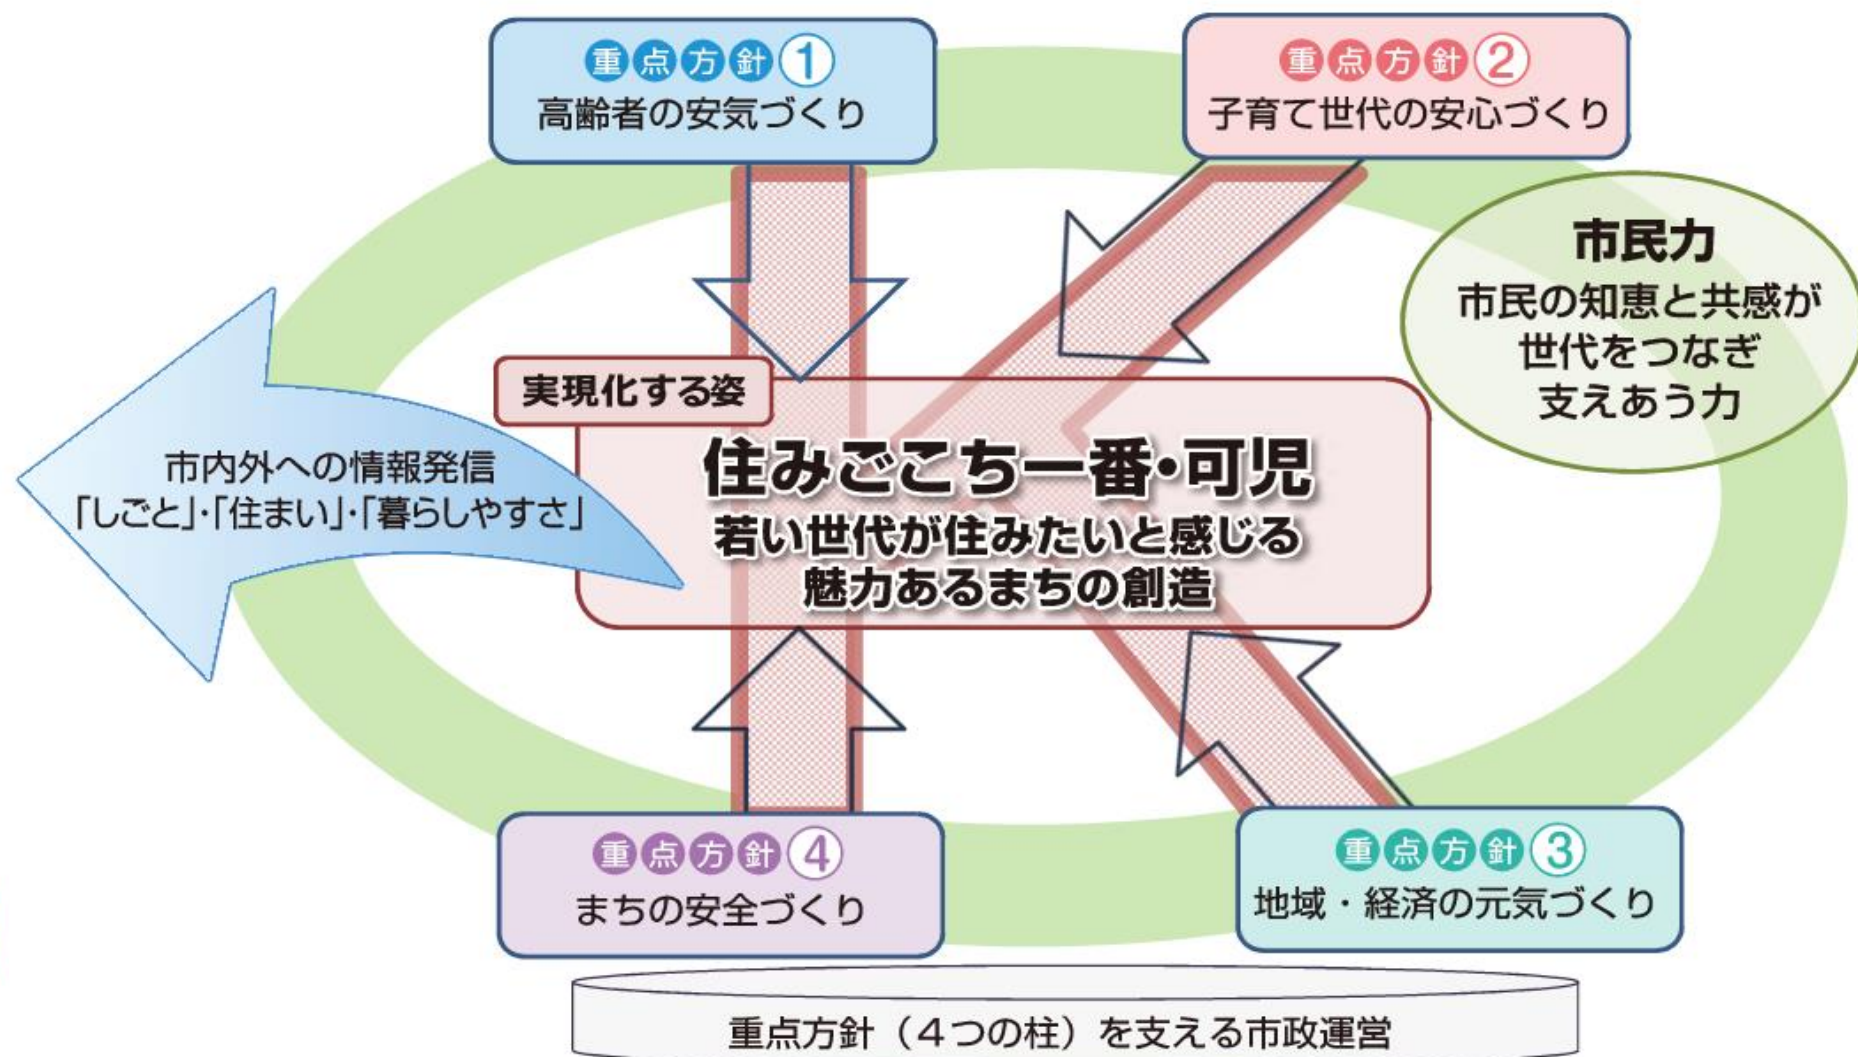 重点方針①
高齢者の安気づくり
重点方針②
子育て世代の安心づくり
市民力
市民の知恵と共感が
世代をつなぎ
支えあう力
実現化する姿
住みごこち一番・可児
若い世代が住みたいと感じる
魅力あるまちの創造
市内外への情報発信
「しごと」・「住まい」・「暮らしやすさ」
重点方針④
まちの安全づくり
重点方針③
地域・経済の元気づくり
重点方針（４つの柱）を支える市政運営